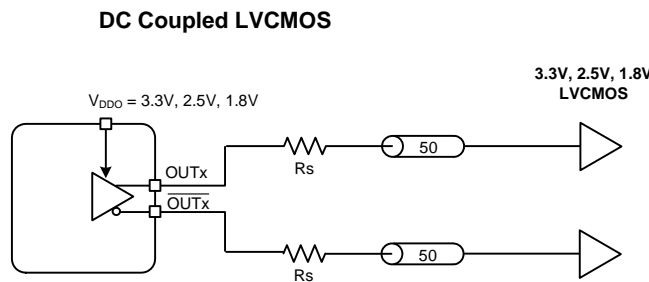 DC Coupled LVCMOS
3.3V, 2.5V, 1.8V
LVCMOS
VDDO = 3.3V, 2.5V, 1.8V
OUTx
Rs
50
OUTx
Rs
50